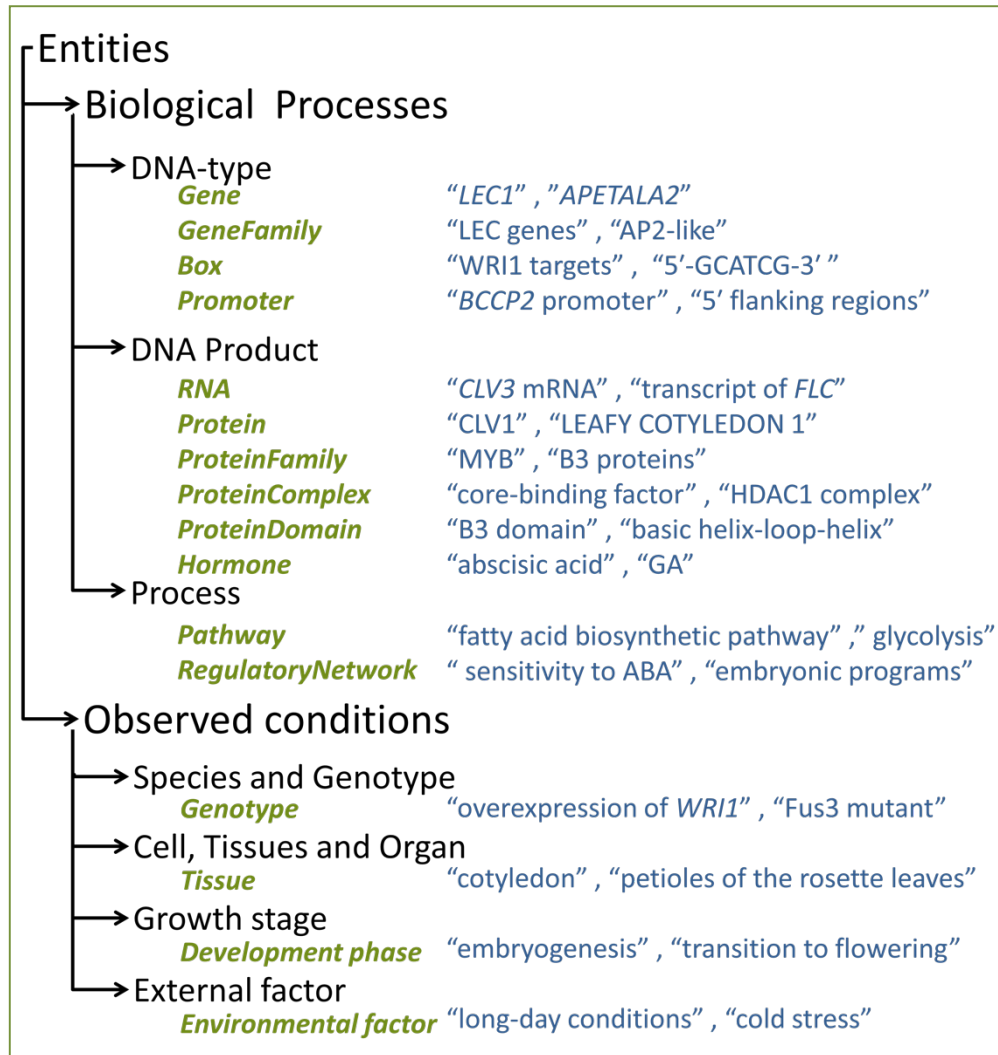 Entities
Biological Processes
DNA-type
Gene “LEC1” , ”APETALA2”
GeneFamily “LEC genes” , “AP2-like”
Box “WRI1 targets” , “5′-GCATCG-3′ ”
Promoter “BCCP2 promoter” , “5′ flanking regions”
DNA Product
RNA “CLV3 mRNA” , “transcript of FLC”
Protein “CLV1” , “LEAFY COTYLEDON 1”
ProteinFamily “MYB” , “B3 proteins”
ProteinComplex “core-binding factor” , “HDAC1 complex”
ProteinDomain “B3 domain” , “basic helix-loop-helix”
Hormone “abscisic acid” , “GA”
Process
Pathway “fatty acid biosynthetic pathway” ,” glycolysis”
RegulatoryNetwork “ sensitivity to ABA” , “embryonic programs”
Observed conditions
Species and Genotype
Genotype “overexpression of WRI1” , “Fus3 mutant”
Cell, Tissues and Organ
Tissue “cotyledon” , “petioles of the rosette leaves”
Growth stage
Development phase “embryogenesis” , “transition to flowering”
External factor
Environmental factor “long-day conditions” , “cold stress”